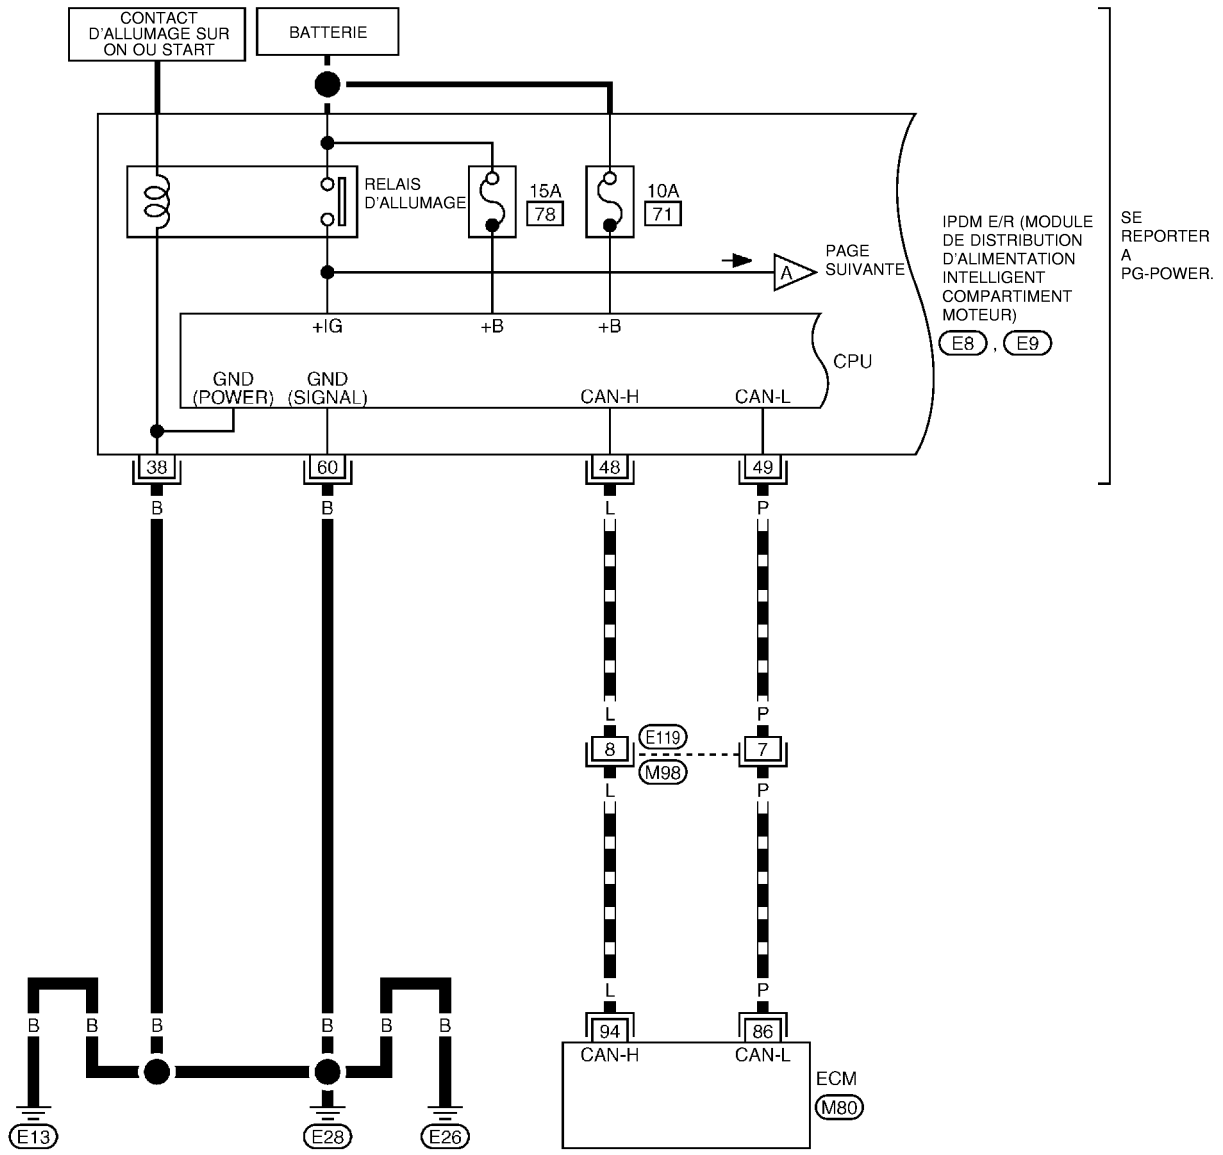 CONTACT
D'ALLUMAGE SUR
ON OU START
BATTERIE
RELAIS
D'ALLUMAGE
15A
78
10A
71
PAGE
SUIVANTE
A
IPDM E/R (MODULE
DE DISTRIBUTION
D'ALIMENTATION
INTELLIGENT
COMPARTIMENT
MOTEUR)
E8 , E9
SE
REPORTER
A
PG-POWER.
+IG
+B
+B
CPU
GND
(POWER)
GND
(SIGNAL)
CAN-H
CAN-L
38
60
48
49
B
B
L
P
L
P
8
E119
7
M98
L
P
L
P
B
B
B
B
B
B
94
86
CAN-H
CAN-L
ECM
M80
E13
E28
E26